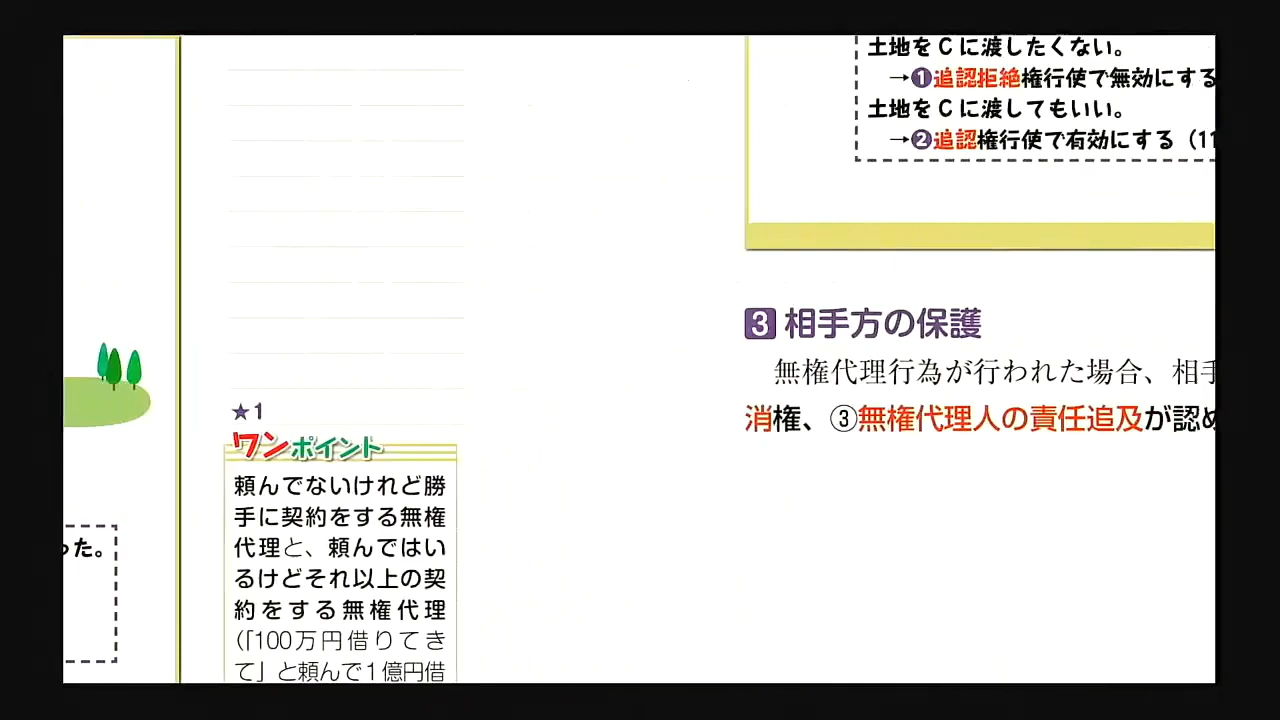 った。
★1
ワンポイント
頼んでないけれど勝
手に契約をする無権
代理と、頼んではい
るけどそれ以上の契
約をする無権代理
（「100万円借りてき
て」と頼んで１億円借
土地をCに渡したくない。
→❶追認拒絶権行使で無効にする
土地をCに渡してもいい。
→❷追認権行使で有効にする（11
3 相手方の保護
無権代理行為が行われた場合、相手
消権、③無権代理人の責任追及が認め